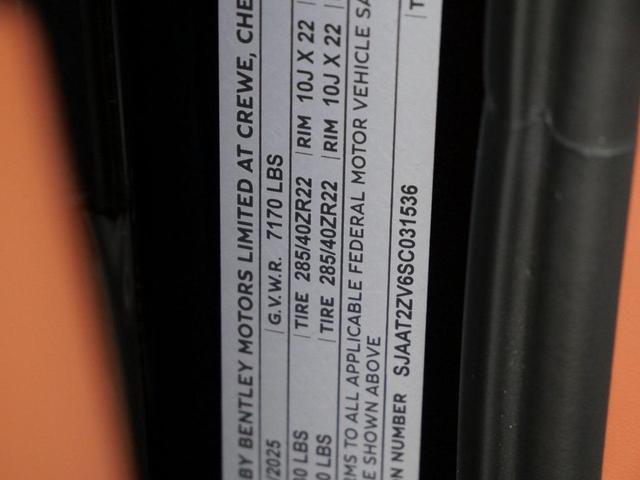 BY BENTLEY MOTORS LIMITED AT CREWE, CHE
/2025 G.V.W.R. 7170 LBS
0 LBS TIRE 285/40ZR22 RIM 10J X 22
0 LBS TIRE 285/40ZR22 RIM 10J X 22
RMS TO ALL APPLICABLE FEDERAL MOTOR VEHICLE SA
E SHOWN ABOVE
ON NUMBER SJAAT2ZV6SC031536 T